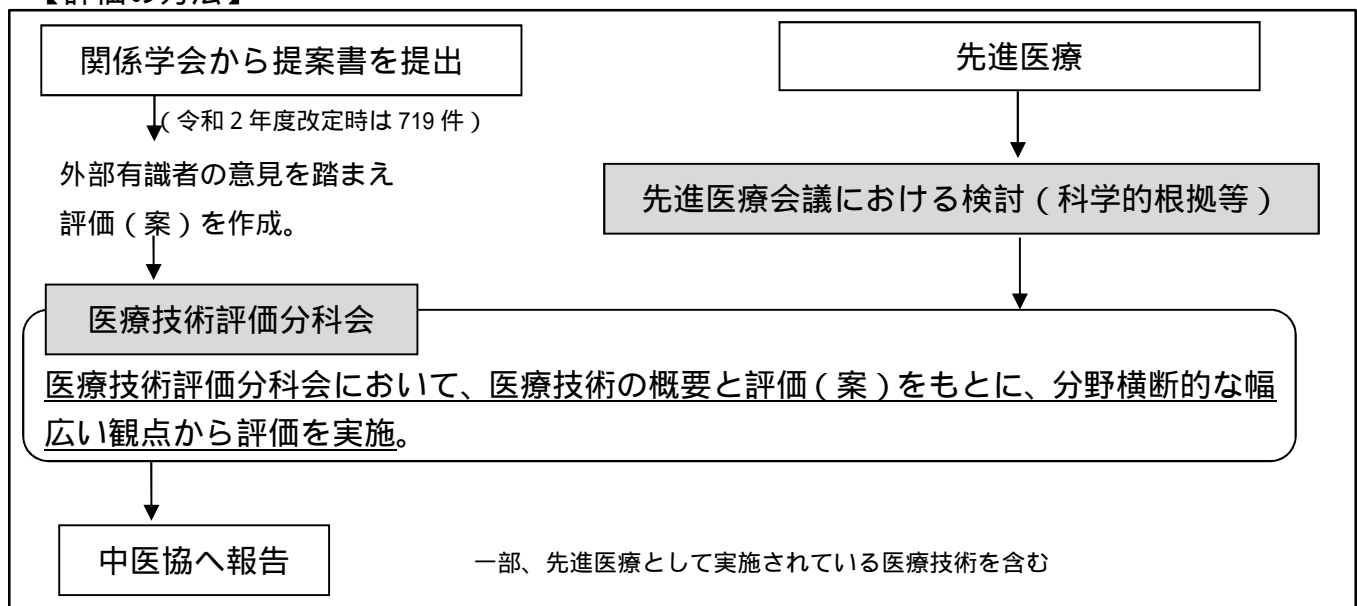 【評価の方法】
関係学会から提案書を提出
(令和2年度改定時は719件)
外部有識者の意見を踏まえ
評価(案)を作成。
先進医療
先進医療会議における検討(科学的根拠等)
医療技術評価分科会
医療技術評価分科会において、医療技術の概要と評価(案)をもとに、分野横断的な幅
広い観点から評価を実施。
中医協へ報告
一部、先進医療として実施されている医療技術を含む